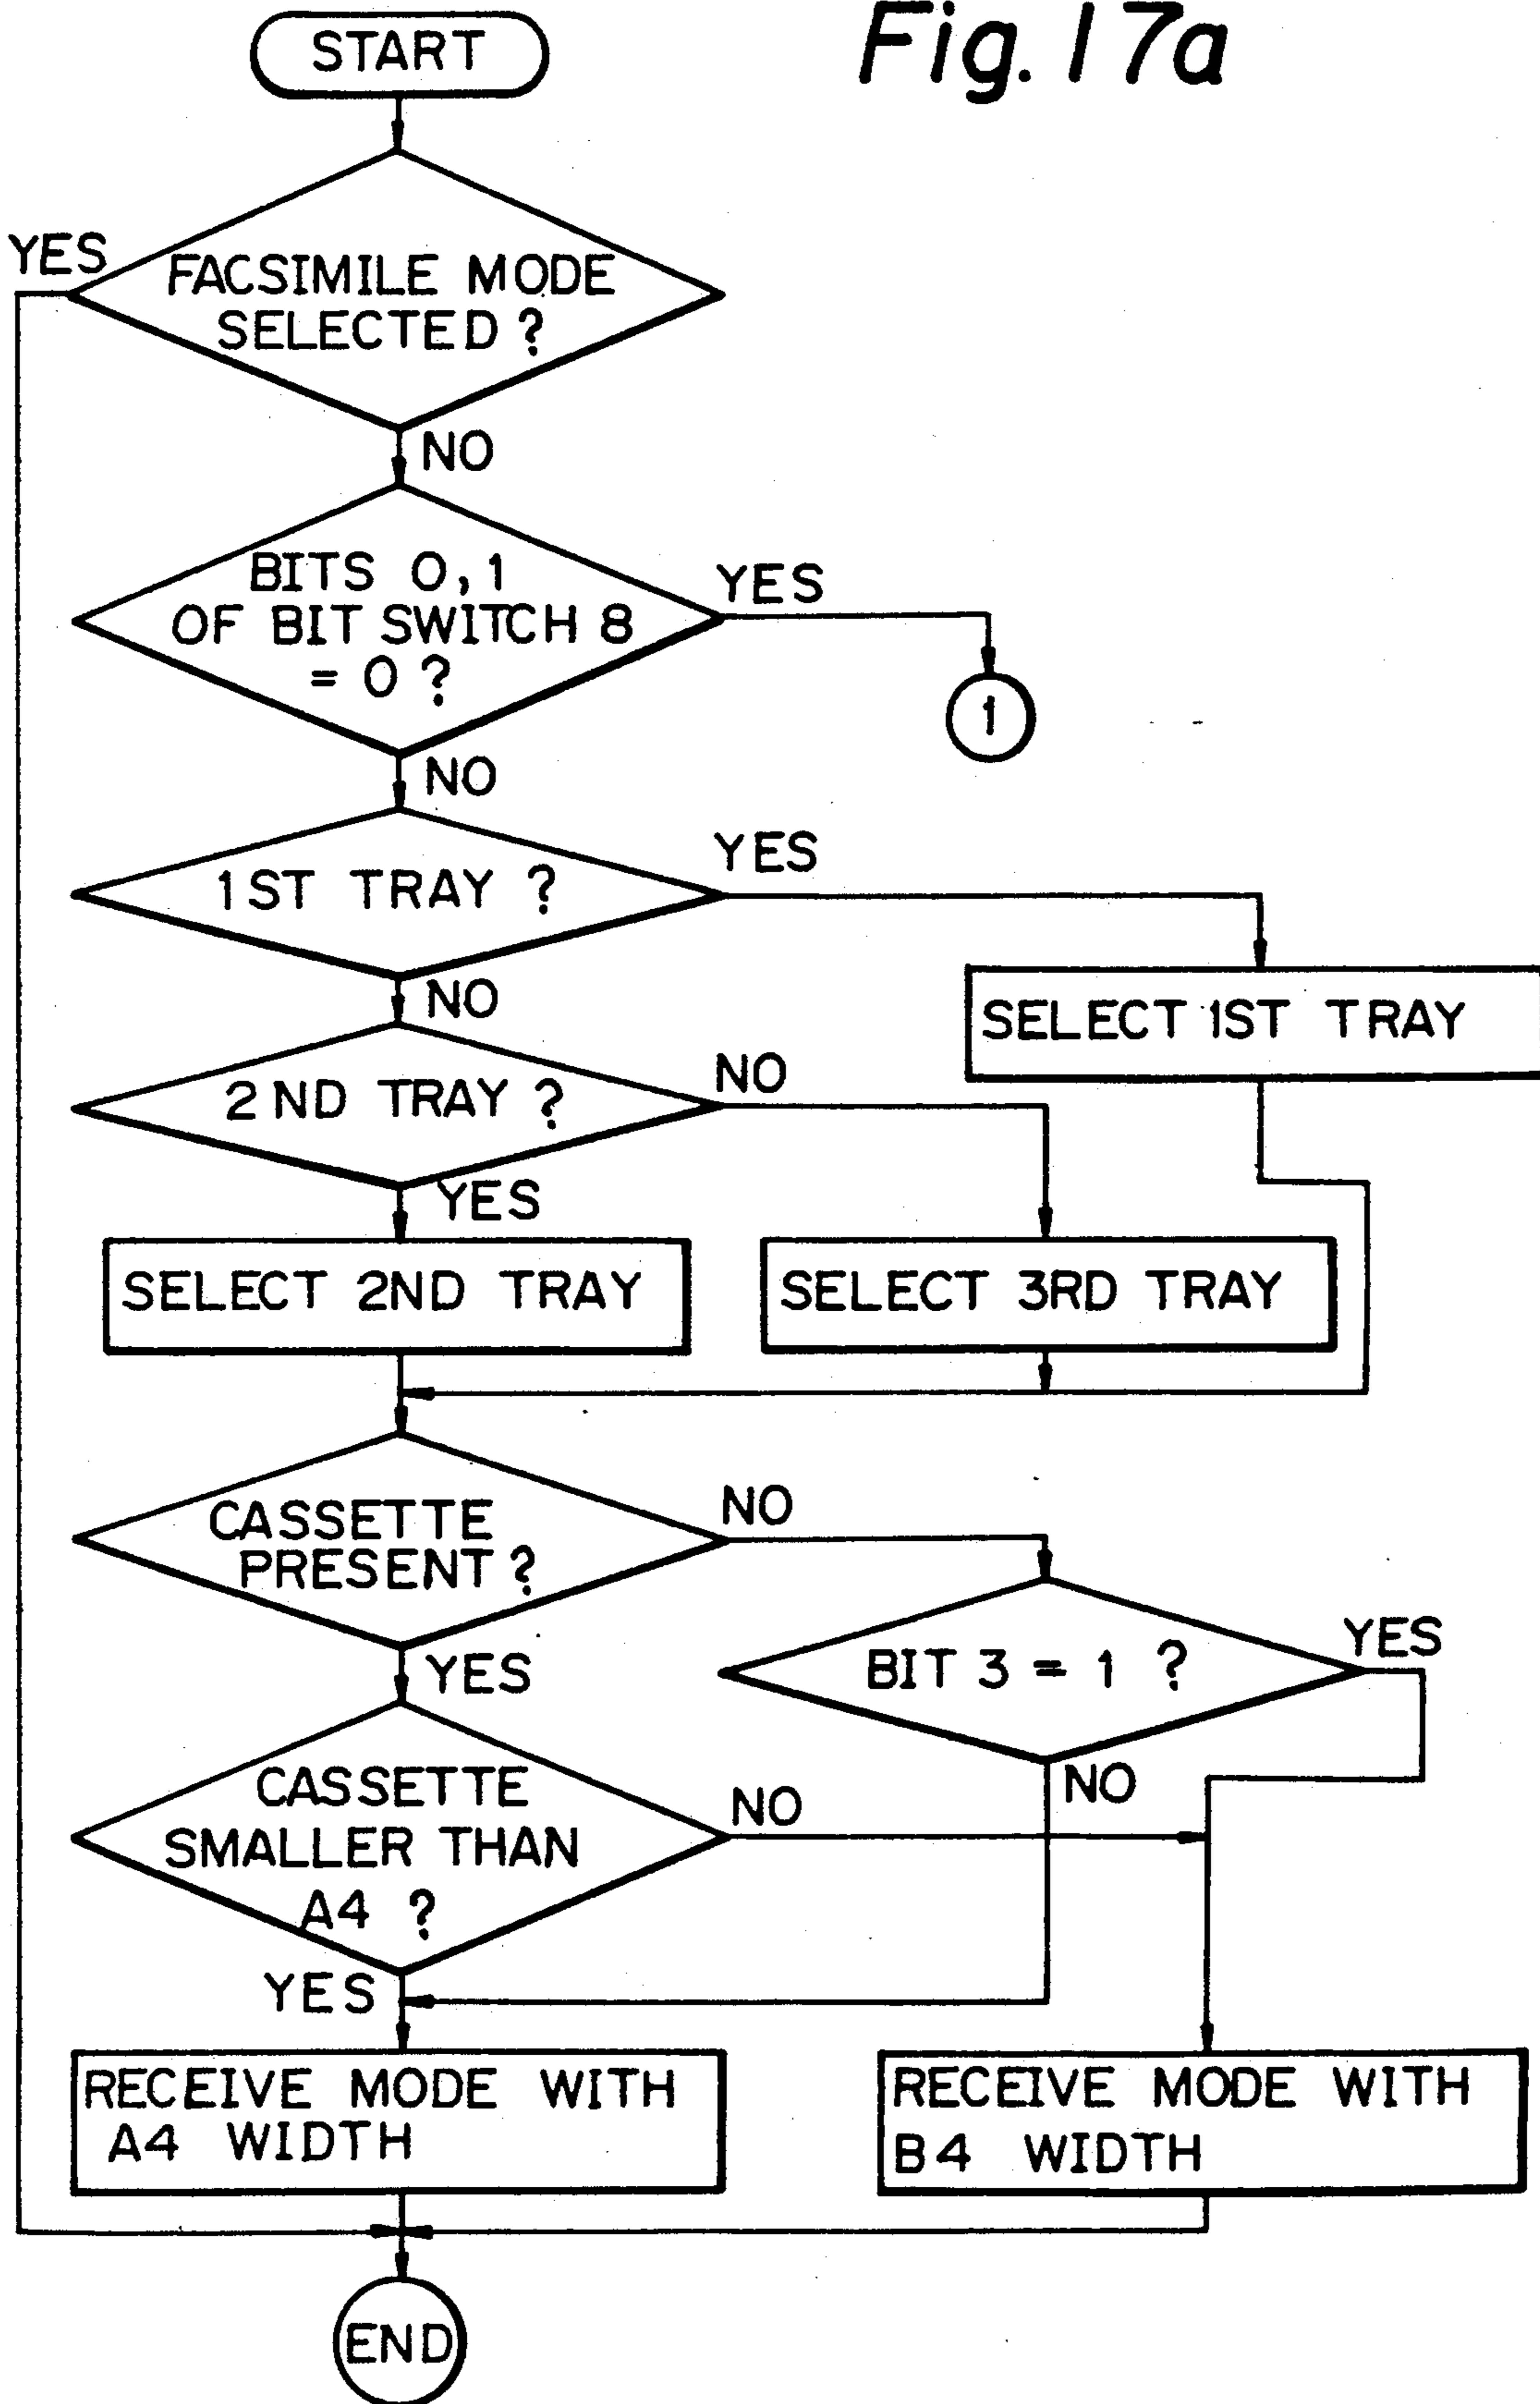 Fig. 17a
START
FACSIMILE MODE
SELECTED ?
YES
NO
BITS 0, 1
OF BIT SWITCH 8
= 0 ?
YES
1
NO
1ST TRAY ?
YES
NO
SELECT 1ST TRAY
2ND TRAY ?
NO
YES
SELECT 2ND TRAY
SELECT 3RD TRAY
CASSETTE
PRESENT ?
NO
YES
BIT 3 = 1 ?
YES
NO
CASSETTE
SMALLER THAN
A4 ?
NO
YES
RECEIVE MODE WITH
A4 WIDTH
RECEIVE MODE WITH
B4 WIDTH
END